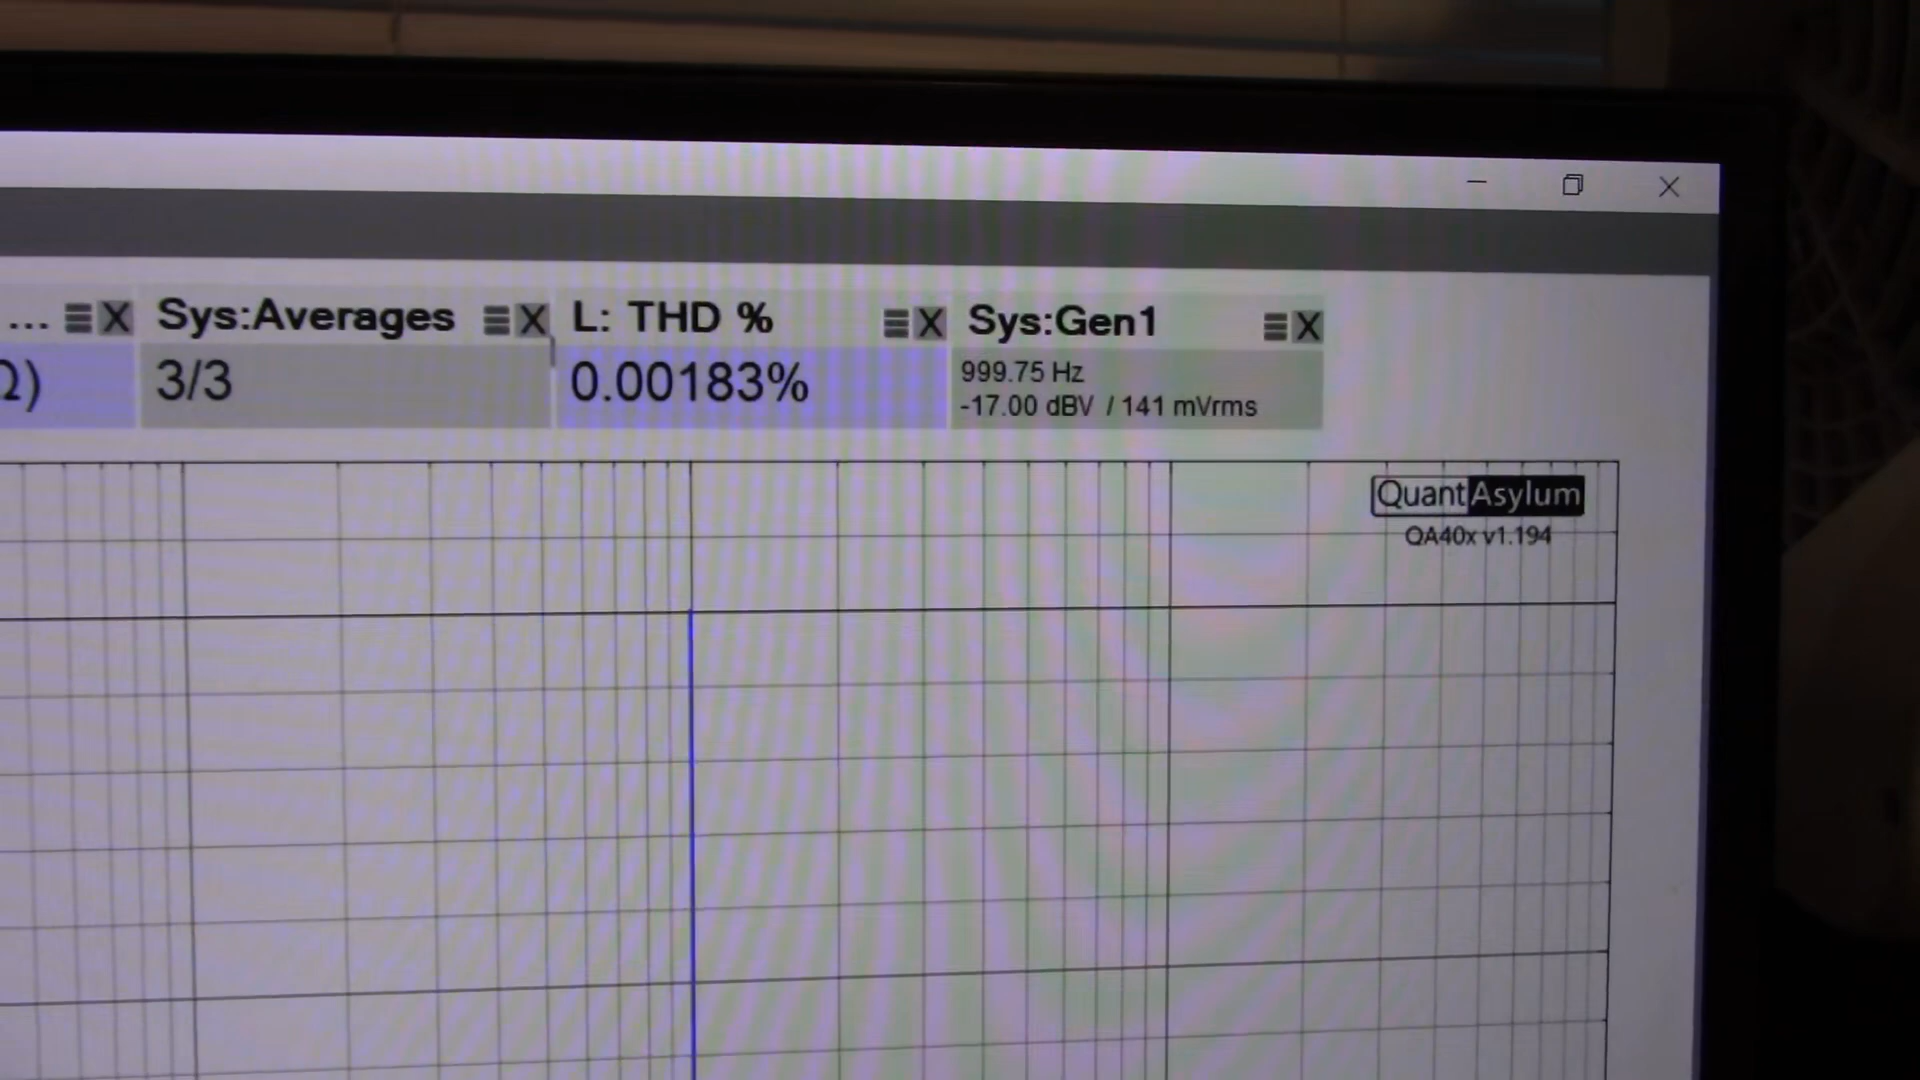 ... X Sys:Averages X L: THD % X Sys:Gen1 X
Ω) 3/3 0.00183% 999.75 Hz
-17.00 dBV / 141 mVrms
QuantAsylum
QA40x v1.194